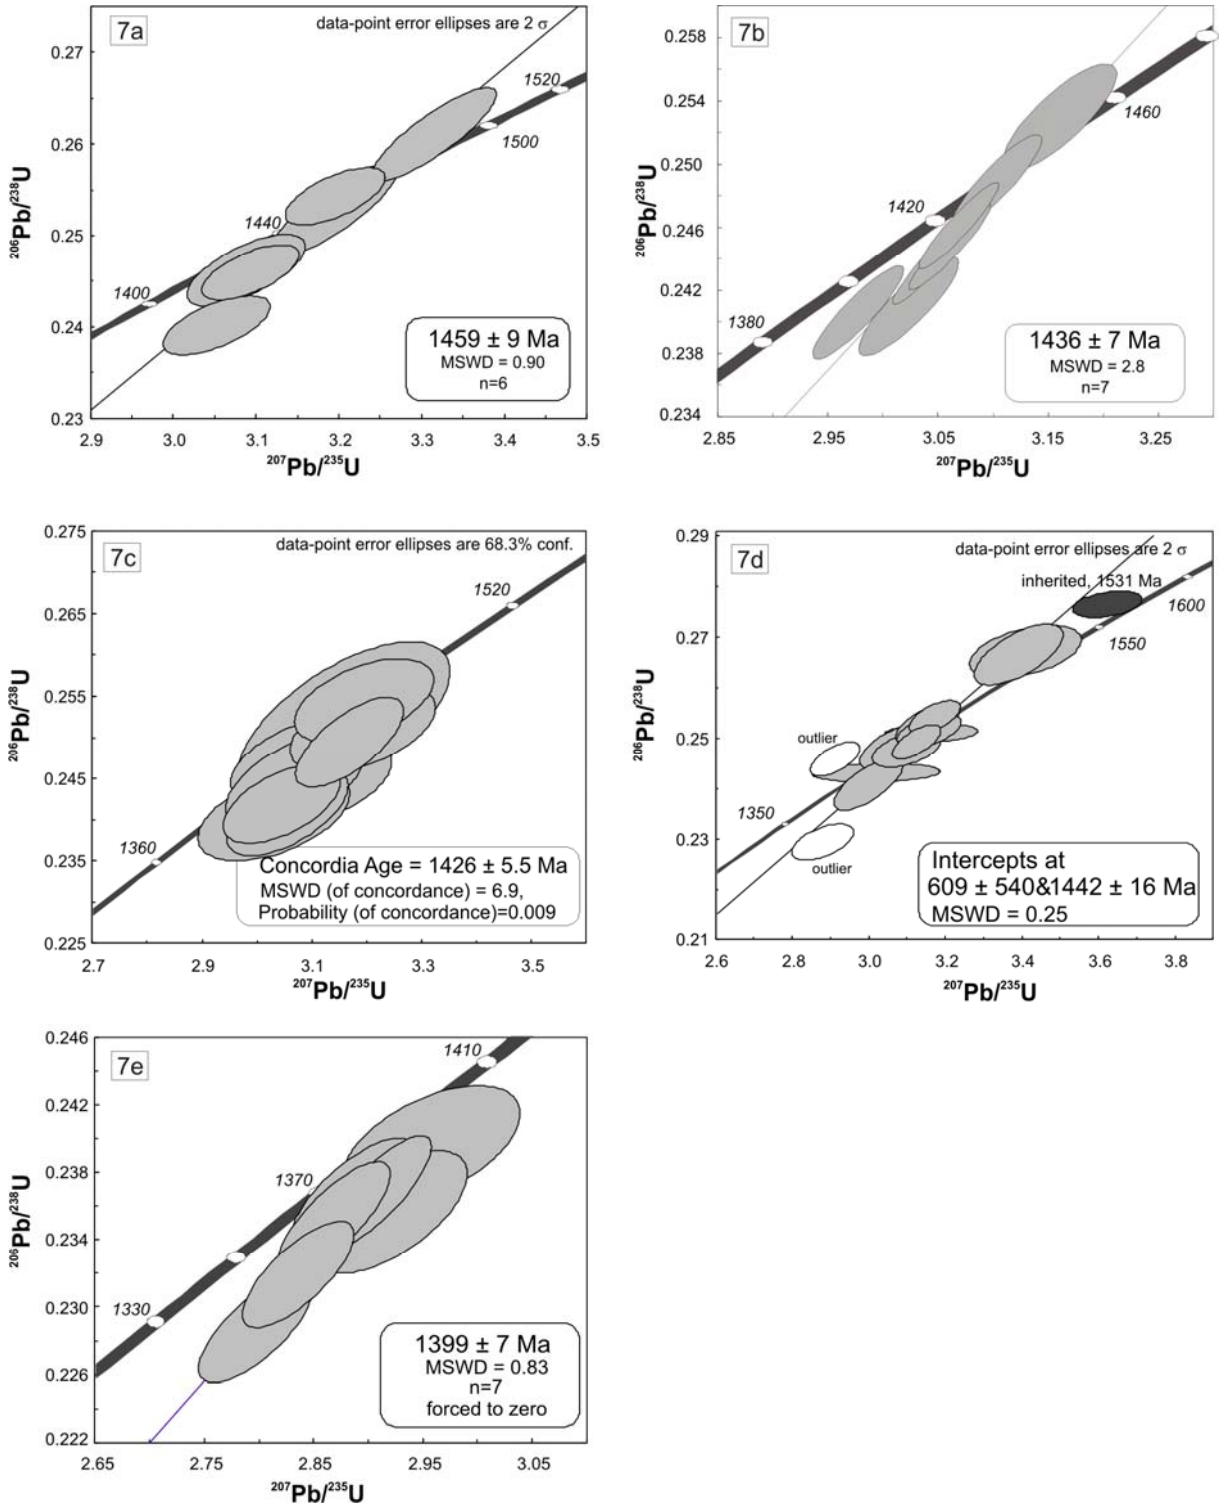 7a
data-point error ellipses are 2 σ
0.27
0.26
0.25
0.24
0.23
2.9 3.0 3.1 3.2 3.3 3.4 3.5
206Pb/238U
207Pb/235U
1400
1440
1500
1520
1459 ± 9 Ma
MSWD = 0.90
n=6
7b
0.258
0.254
0.250
0.246
0.242
0.238
0.234
2.85 2.95 3.05 3.15 3.25
206Pb/238U
207Pb/235U
1380
1420
1460
1436 ± 7 Ma
MSWD = 2.8
n=7
7c
data-point error ellipses are 68.3% conf.
0.275
0.265
0.255
0.245
0.235
0.225
2.7 2.9 3.1 3.3 3.5
206Pb/238U
207Pb/235U
1360
1520
Concordia Age = 1426 ± 5.5 Ma
MSWD (of concordance) = 6.9,
Probability (of concordance)=0.009
7d
data-point error ellipses are 2 σ
inherited, 1531 Ma
0.29
0.27
0.25
0.23
0.21
2.6 2.8 3.0 3.2 3.4 3.6 3.8
206Pb/238U
207Pb/235U
1350
1550
1600
outlier
outlier
Intercepts at
609 ± 540&1442 ± 16 Ma
MSWD = 0.25
7e
0.246
0.242
0.238
0.234
0.230
0.226
0.222
2.65 2.75 2.85 2.95 3.05
206Pb/238U
207Pb/235U
1330
1370
1410
1399 ± 7 Ma
MSWD = 0.83
n=7
forced to zero